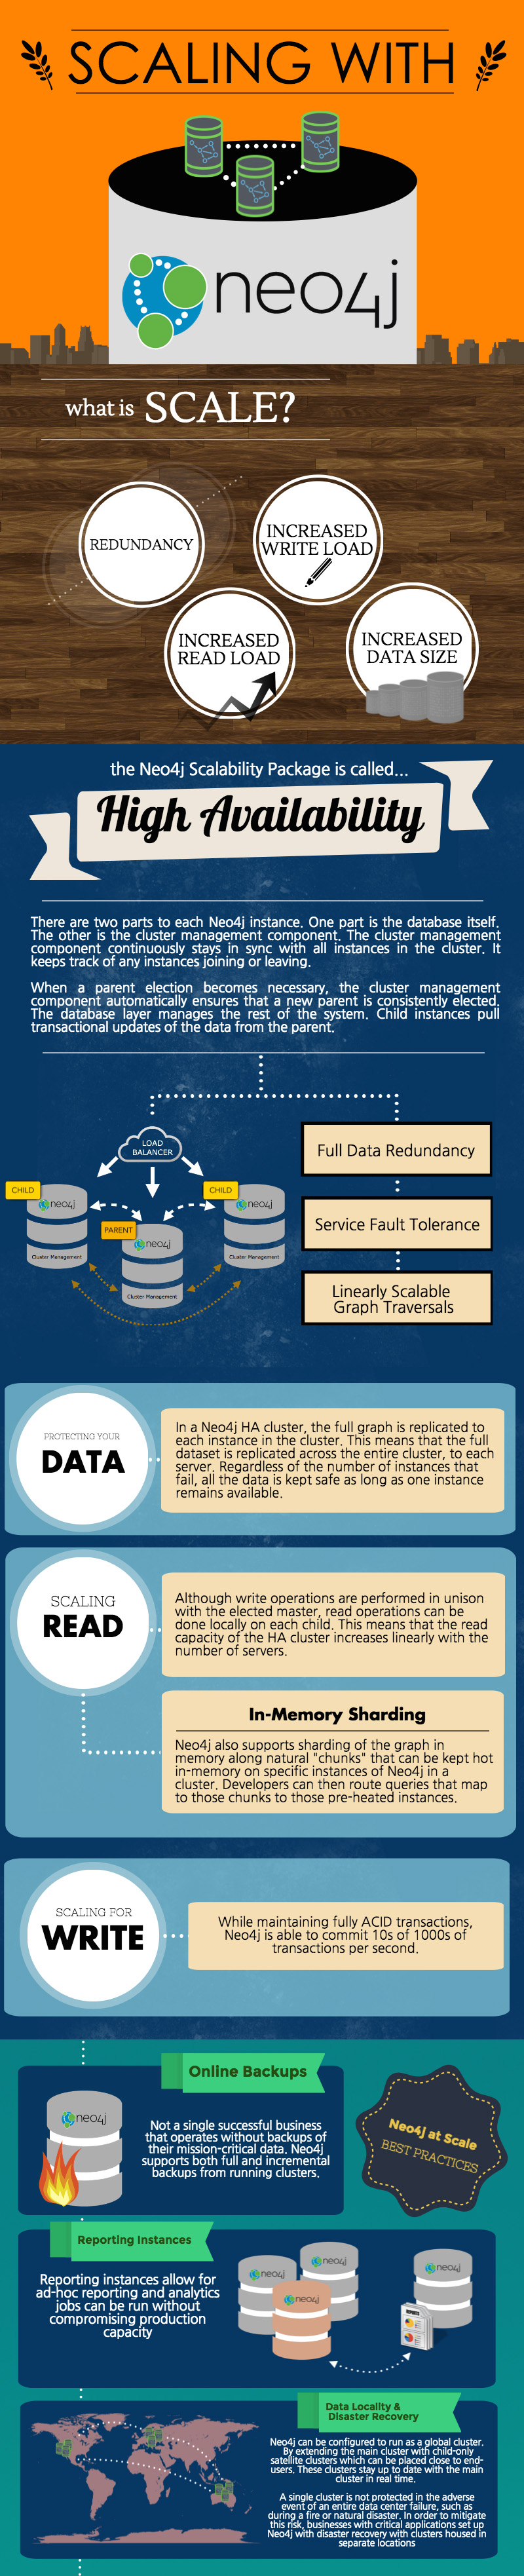 SCALING WITH
neo4j
what is SCALE?
REDUNDANCY
INCREASED
WRITE LOAD
INCREASED
READ LOAD
INCREASED
DATA SIZE
the Neo4j Scalability Package is called...
High Availability
There are two parts to each Neo4j instance. One part is the database itself.
The other is the cluster management component. The cluster management
component continuously stays in sync with all instances in the cluster. It
keeps track of any instances joining or leaving.
When a parent election becomes necessary, the cluster management
component automatically ensures that a new parent is consistently elected.
The database layer manages the rest of the system. Child instances pull
transactional updates of the data from the parent.
LOAD
BALANCER
CHILD
neo4j
Cluster Management
PARENT
neo4j
Cluster Management
CHILD
neo4j
Cluster Management
Full Data Redundancy
Service Fault Tolerance
Linearly Scalable
Graph Traversals
PROTECTING YOUR
DATA
In a Neo4j HA cluster, the full graph is replicated to
each instance in the cluster. This means that the full
dataset is replicated across the entire cluster, to each
server. Regardless of the number of instances that
fail, all the data is kept safe as long as one instance
remains available.
SCALING
READ
Although write operations are performed in unison
with the elected master, read operations can be
done locally on each child. This means that the read
capacity of the HA cluster increases linearly with the
number of servers.
In-Memory Sharding
Neo4j also supports sharding of the graph in
memory along natural "chunks" that can be kept hot
in-memory on specific instances of Neo4j in a
cluster. Developers can then route queries that map
to those chunks to those pre-heated instances.
SCALING FOR
WRITE
While maintaining fully ACID transactions,
Neo4j is able to commit 10s of 1000s of
transactions per second.
Online Backups
neo4j
Not a single successful business
that operates without backups of
their mission-critical data. Neo4j
supports both full and incremental
backups from running clusters.
Neo4j at Scale
BEST PRACTICES
Reporting Instances
Reporting instances allow for
ad-hoc reporting and analytics
jobs can be run without
compromising production
capacity
neo4j
neo4j
neo4j
neo4j
Data Locality &
Disaster Recovery
Neo4j can be configured to run as a global cluster.
By extending the main cluster with child-only
satellite clusters which can be placed close to end-
users. These clusters stay up to date with the main
cluster in real time.
A single cluster is not protected in the adverse
event of an entire data center failure, such as
during a fire or natural disaster. In order to mitigate
this risk, businesses with critical applications set up
Neo4j with disaster recovery with clusters housed in
separate locations